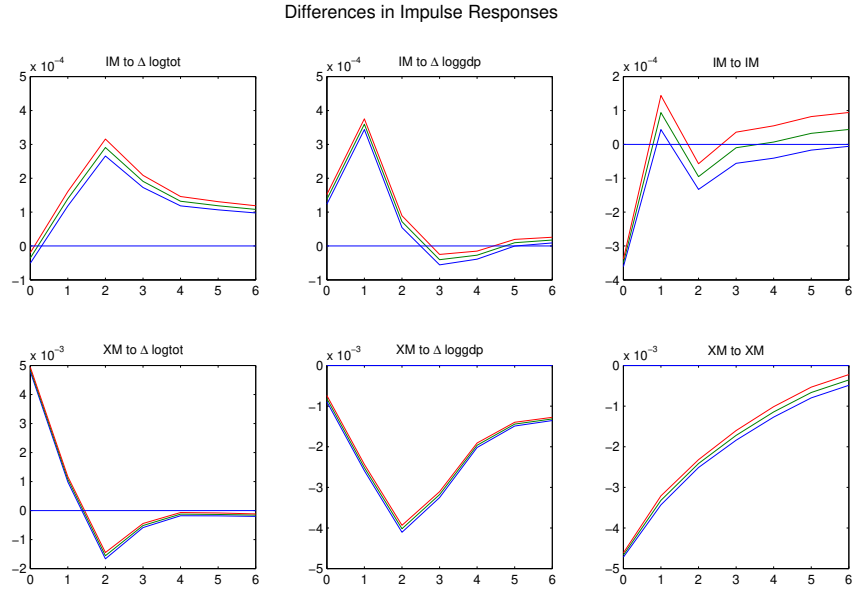 Differences in Impulse Responses
IM to Δ logtot
x 10⁻⁴
5
4
3
2
1
0
−1
0 1 2 3 4 5 6
IM to Δ loggdp
x 10⁻⁴
5
4
3
2
1
0
−1
0 1 2 3 4 5 6
IM to IM
x 10⁻⁴
2
1
0
−1
−2
−3
−4
0 1 2 3 4 5 6
XM to Δ logtot
x 10⁻³
5
4
3
2
1
0
−1
−2
0 1 2 3 4 5 6
XM to Δ loggdp
x 10⁻³
0
−1
−2
−3
−4
−5
0 1 2 3 4 5 6
XM to XM
x 10⁻³
0
−1
−2
−3
−4
−5
0 1 2 3 4 5 6